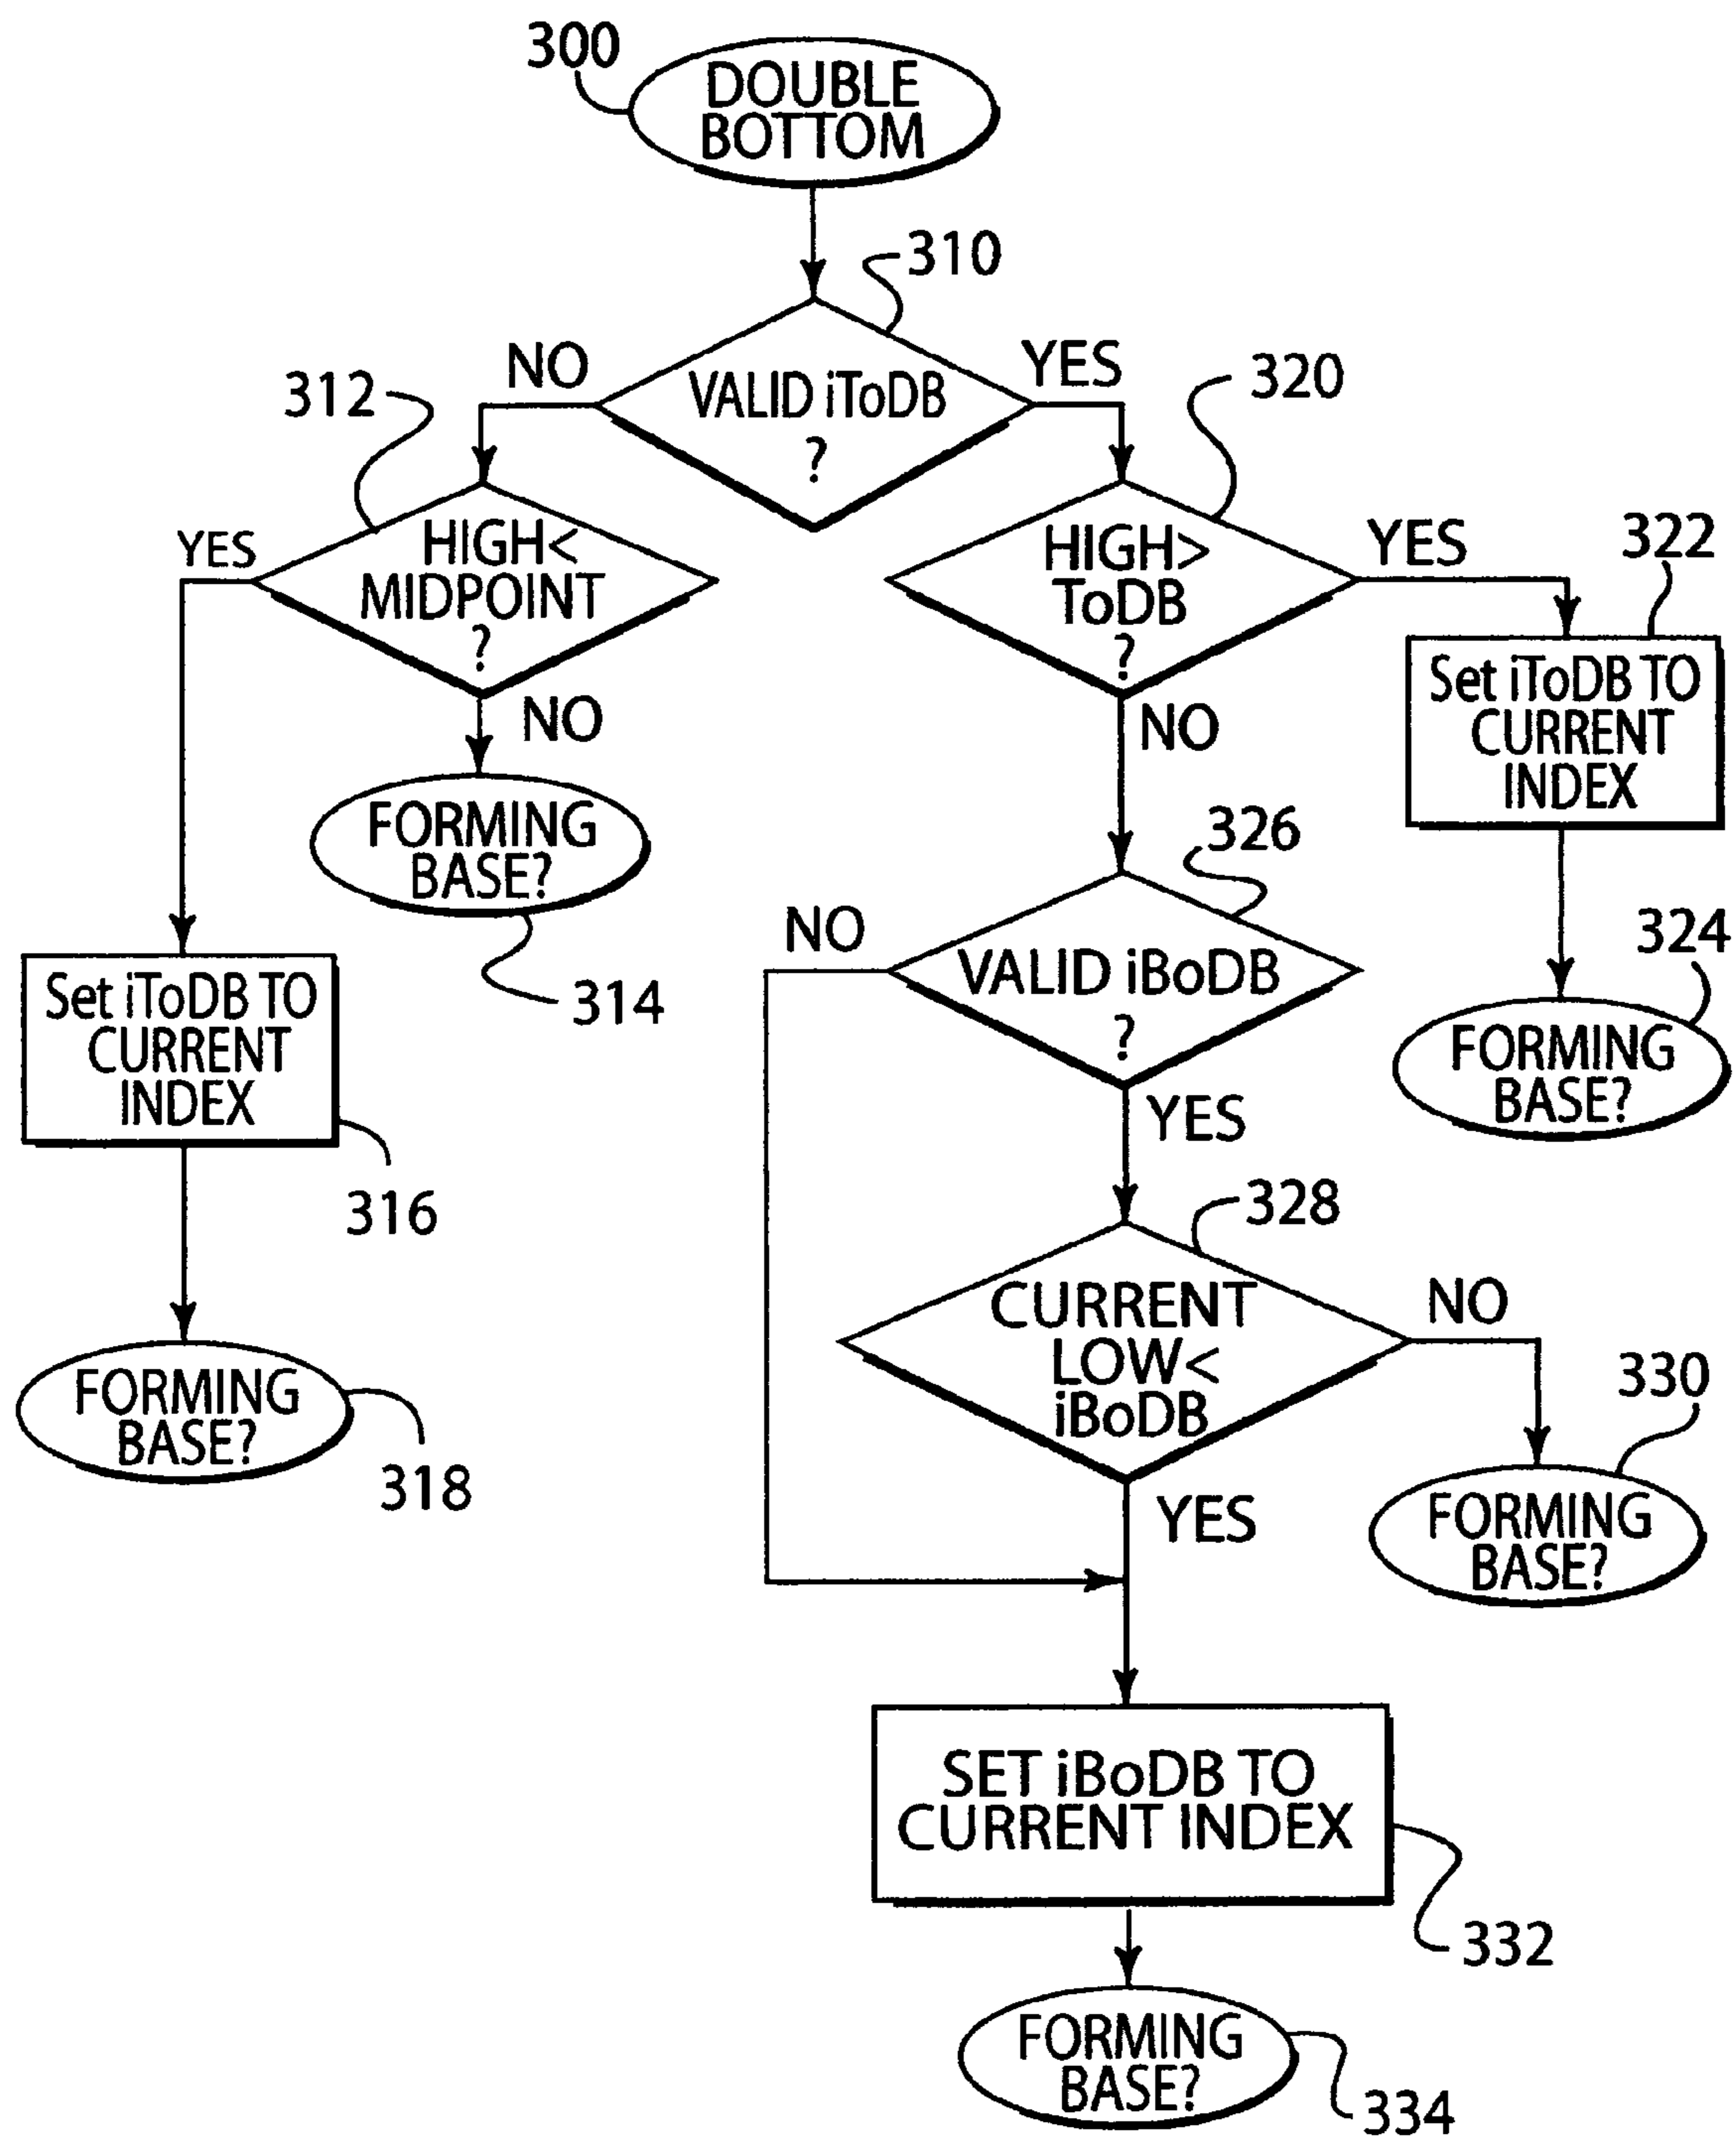 300
DOUBLE
BOTTOM
310
NO
YES
312
VALID iToDB
?
320
YES
HIGH<
MIDPOINT
?
HIGH>
ToDB
?
YES
322
NO
NO
Set iToDB TO
CURRENT
INDEX
FORMING
BASE?
314
326
324
NO
VALID iBoDB
?
Set iToDB TO
CURRENT
INDEX
316
FORMING
BASE?
YES
328
CURRENT
LOW<
iBoDB
NO
330
FORMING
BASE?
318
YES
FORMING
BASE?
SET iBoDB TO
CURRENT INDEX
332
FORMING
BASE?
334